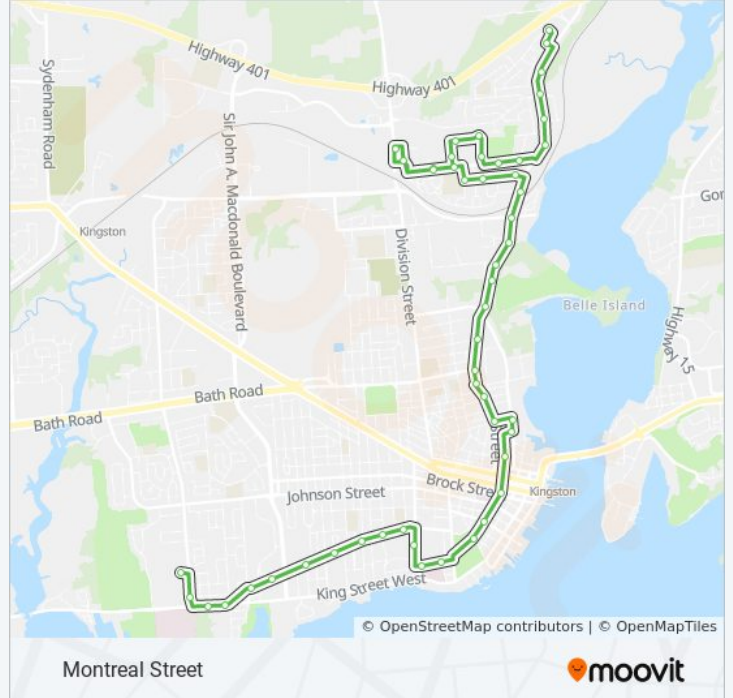 Highway 401
Highway 401
Sydenham Road
Sir John A. Macdonald Boulevard
Gor
Kingston
Division Street
Belle Island
Highway 15
Bath Road
Bath Road
Street
Brock Stre
Johnson Street
Kingston
King Street West
© OpenStreetMap contributors | © OpenMapTiles
Montreal Street
moovit